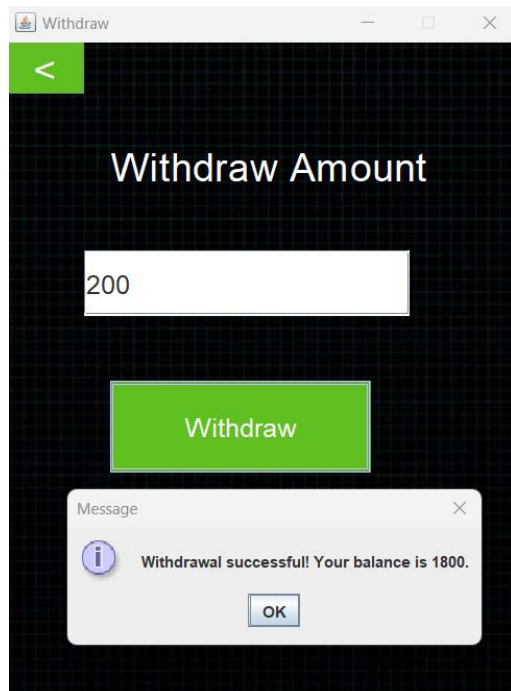 Withdraw
<
Withdraw Amount
200
Withdraw
Message
i
Withdrawal successful! Your balance is 1800.
OK